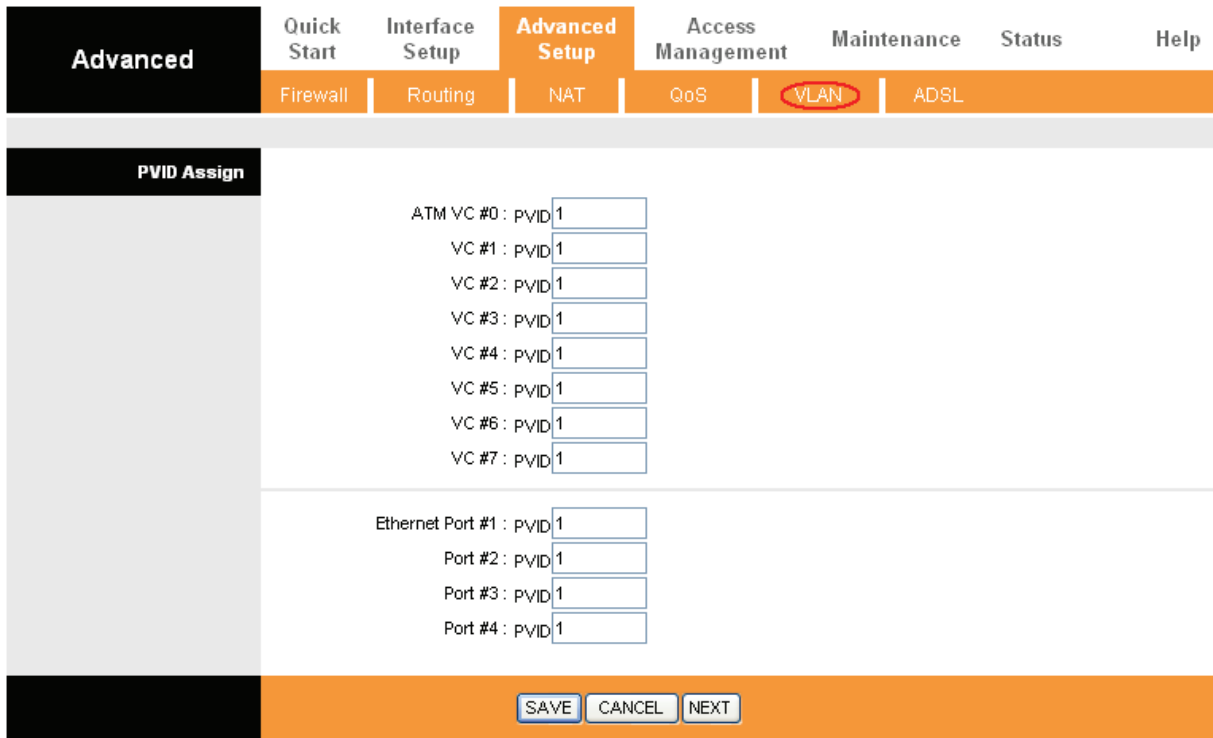 Advanced
Quick Start
Interface Setup
Advanced Setup
Access Management
Maintenance
Status
Help
Firewall
Routing
NAT
QoS
VLAN
ADSL
PVID Assign
ATM VC #0 : PVID 1
VC #1 : PVID 1
VC #2 : PVID 1
VC #3 : PVID 1
VC #4 : PVID 1
VC #5 : PVID 1
VC #6 : PVID 1
VC #7 : PVID 1
Ethernet Port #1 : PVID 1
Port #2 : PVID 1
Port #3 : PVID 1
Port #4 : PVID 1
SAVE CANCEL NEXT